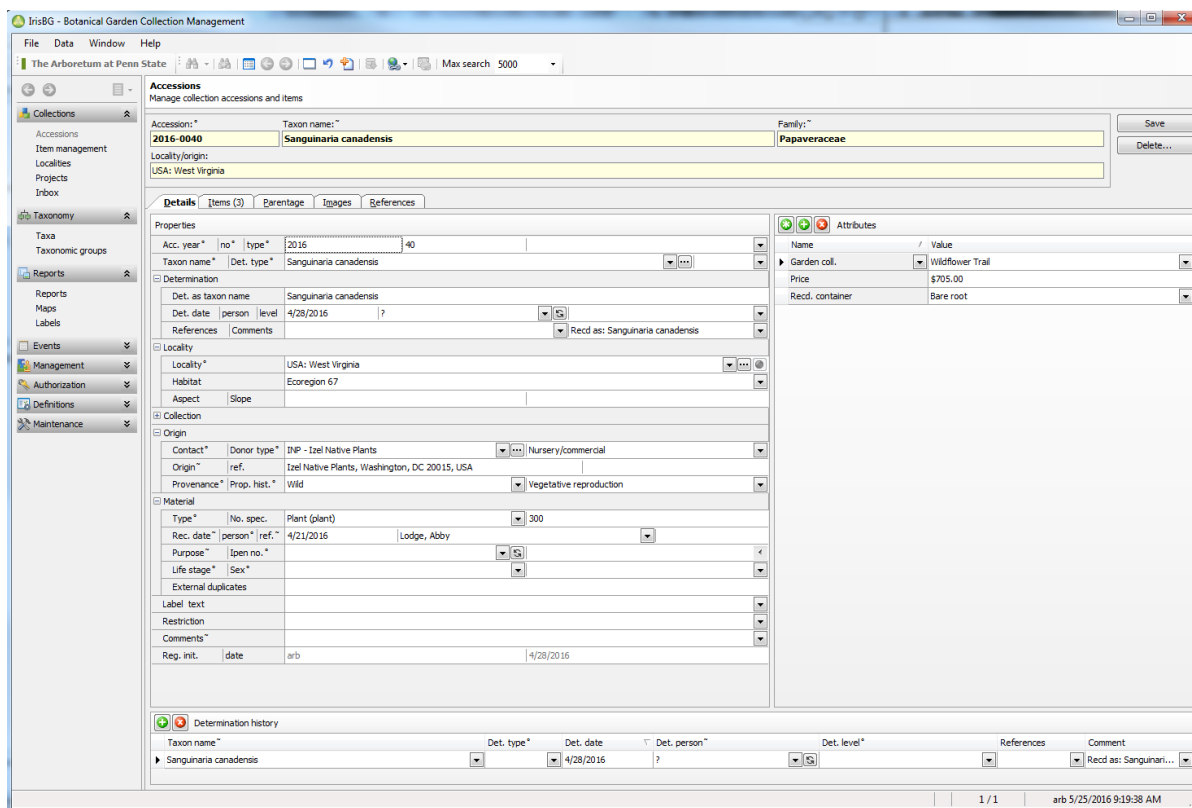 IrisBG - Botanical Garden Collection Management
File Data Window Help
The Arboretum at Penn State Max search 5000
Accessions
Manage collection accessions and items
Collections
Accessions
Item management
Localities
Projects
Inbox
Taxonomy
Taxa
Taxonomic groups
Reports
Reports
Maps
Labels
Events
Management
Authorization
Definitions
Maintenance
Accession:* Taxon name:~ Family:~
2016-0040 Sanguinaria canadensis Papaveraceae
Locality/origin:
USA: West Virginia
Save
Delete...
Details Items (3) Parentage Images References
Properties
Acc. year* no* type* 2016 40
Taxon name* Det. type* Sanguinaria canadensis
Determination
Det. as taxon name Sanguinaria canadensis
Det. date person level 4/28/2016 ?
References Comments Recd as: Sanguinaria canadensis
Locality
Locality* USA: West Virginia
Habitat Ecoregion 67
Aspect Slope
Collection
Origin
Contact* Donor type* INP - Izel Native Plants Nursery/commercial
Origin~ ref. Izel Native Plants, Washington, DC 20015, USA
Provenance* Prop. hist.* Wild Vegetative reproduction
Material
Type* No. spec. Plant (plant) 300
Rec. date~ person* ref.~ 4/21/2016 Lodge, Abby
Purpose~ Ipen no.*
Life stage* Sex*
External duplicates
Label text
Restriction
Comments~
Reg. init. date arb 4/28/2016
Attributes
Name / Value
Garden coll. Wildflower Trail
Price $705.00
Recd. container Bare root
Determination history
Taxon name~ Det. type* Det. date Det. person~ Det. level* References Comment
Sanguinaria canadensis 4/28/2016 ? Recd as: Sanguinari...
1 / 1 arb 5/25/2016 9:19:38 AM